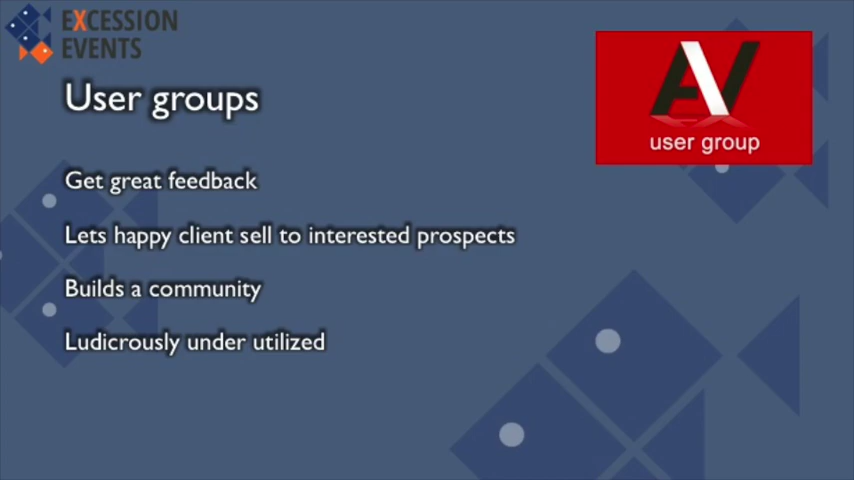 EXCESSION
EVENTS
User groups
AV
user group
Get great feedback
Lets happy client sell to interested prospects
Builds a community
Ludicrously under utilized